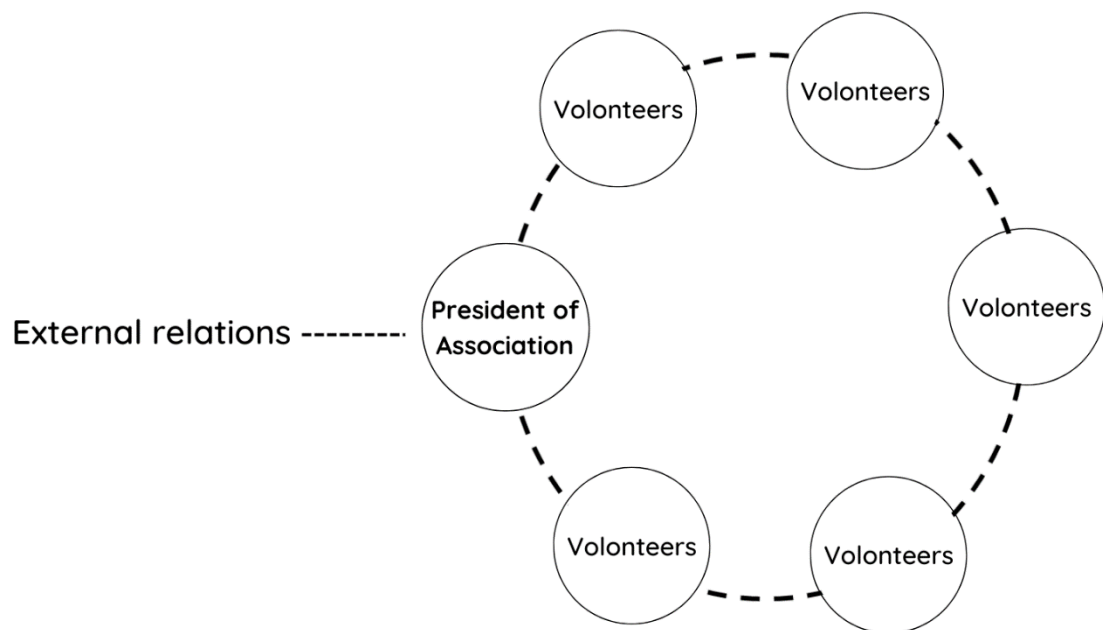 Volonteers
Volonteers
Volonteers
President of
Association
External relations
Volonteers
Volonteers